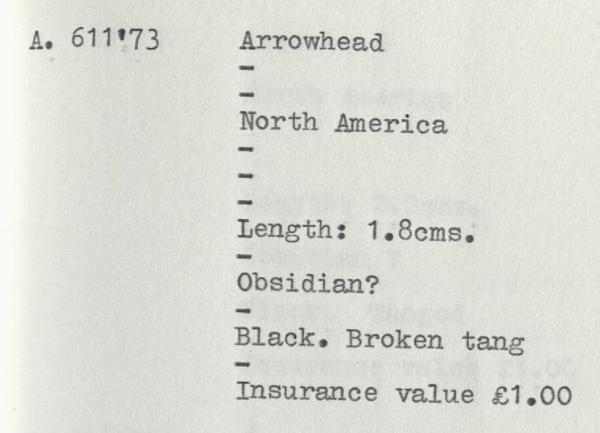 A. 611'73 Arrowhead
-
-
North America
-
-
-
Length: 1.8cms.
-
Obsidian?
-
Black. Broken tang
-
Insurance value £1.00